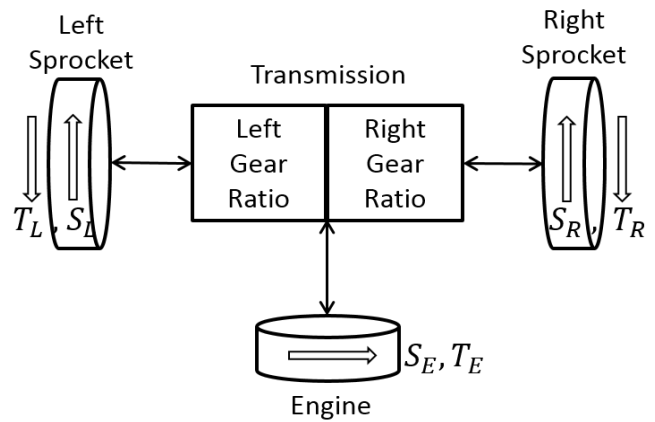 Left
Sprocket
Right
Sprocket
Transmission
Left
Gear
Ratio
Right
Gear
Ratio
T_L , S_L
S_R , T_R
S_E, T_E
Engine